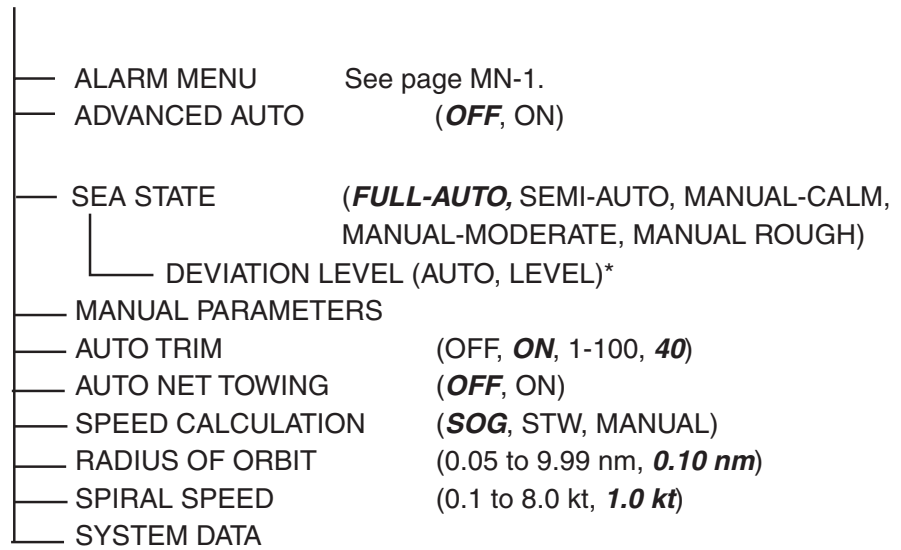 ALARM MENU See page MN-1.
ADVANCED AUTO (OFF, ON)
SEA STATE (FULL-AUTO, SEMI-AUTO, MANUAL-CALM,
MANUAL-MODERATE, MANUAL ROUGH)
DEVIATION LEVEL (AUTO, LEVEL)*
MANUAL PARAMETERS
AUTO TRIM (OFF, ON, 1-100, 40)
AUTO NET TOWING (OFF, ON)
SPEED CALCULATION (SOG, STW, MANUAL)
RADIUS OF ORBIT (0.05 to 9.99 nm, 0.10 nm)
SPIRAL SPEED (0.1 to 8.0 kt, 1.0 kt)
SYSTEM DATA